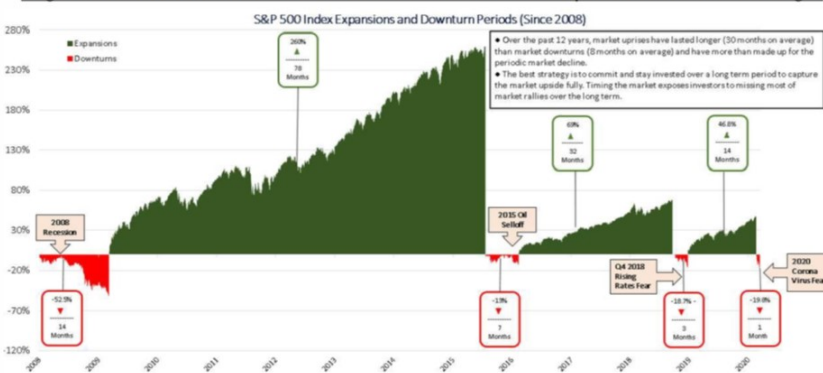 S&P 500 Index Expansions and Downturn Periods (Since 2008)
280%
230%
130%
80%
30%
-20%
-70%
-120%
Expansions
Downturns
● Over the past 12 years, market uprises have lasted longer (30 months on average)
than market downturns (8 months on average) and have more than made up for the
periodic market decline.
● The best strategy is to commit and stay invested over a long term period to capture
the market upside fully. Timing the market exposes investors to missing most of
market rallies over the long term.
260%
78
Months
69%
32
Months
46.8%
14
Months
2008
Recession
2015 Oil
Selloff
Q4 2018
Rising
Rates Fear
2020
Corona
Virus Fea
-52.5%
14
Months
-13%
7
Months
-18.7% -
3
Months
1
Month
2008
2009
2010
2011
2012
2013
2014
2015
2016
2017
2018
2019
2020